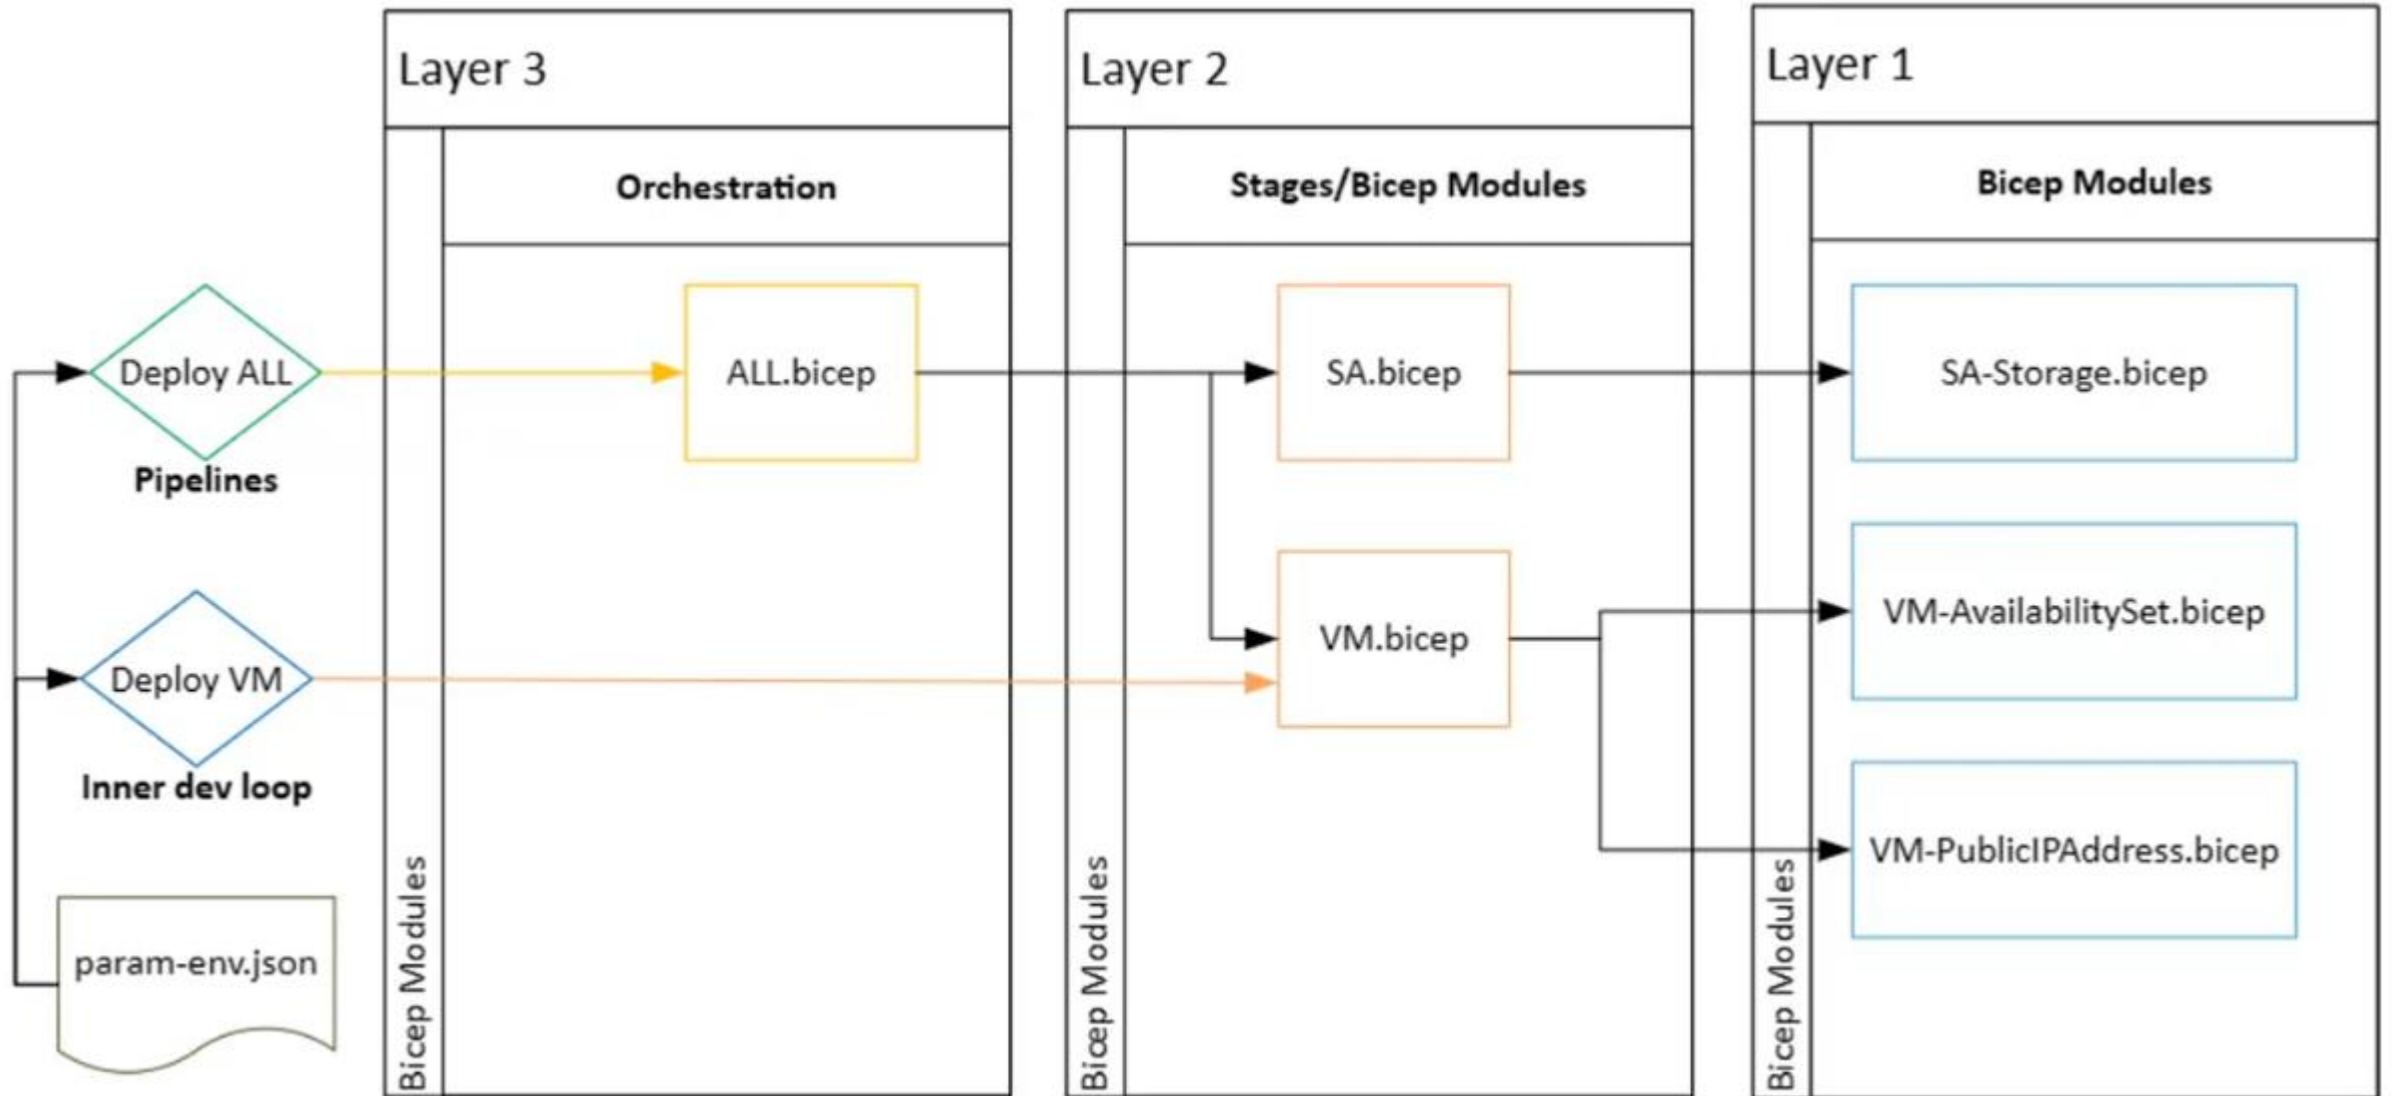 Layer 3
Layer 2
Layer 1
Orchestration
Stages/Bicep Modules
Bicep Modules
Deploy ALL
ALL.bicep
SA.bicep
SA-Storage.bicep
Pipelines
VM-AvailabilitySet.bicep
VM.bicep
Deploy VM
Inner dev loop
VM-PublicIPAddress.bicep
param-env.json
Bicep Modules
Bicep Modules
Bicep Modules